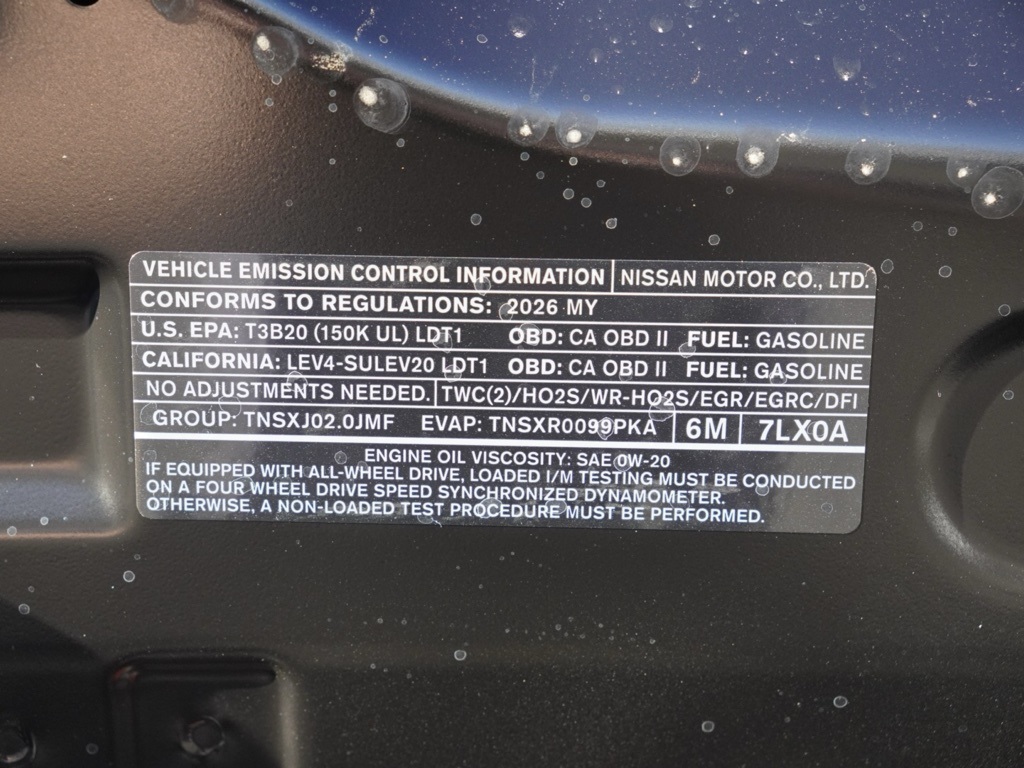 VEHICLE EMISSION CONTROL INFORMATION NISSAN MOTOR CO., LTD.
CONFORMS TO REGULATIONS: 2026 MY
U.S. EPA: T3B20 (150K UL) LDT1 OBD: CA OBD II FUEL: GASOLINE
CALIFORNIA: LEV4-SULEV20 LDT1 OBD: CA OBD II FUEL: GASOLINE
NO ADJUSTMENTS NEEDED. TWC(2)/HO2S/WR-HO2S/EGR/EGRC/DFI
GROUP: TNSXJ02.0JMF EVAP: TNSXR0099PKA 6M 7LX0A
ENGINE OIL VISCOSITY: SAE 0W-20
IF EQUIPPED WITH ALL-WHEEL DRIVE, LOADED I/M TESTING MUST BE CONDUCTED
ON A FOUR WHEEL DRIVE SPEED SYNCHRONIZED DYNAMOMETER.
OTHERWISE, A NON-LOADED TEST PROCEDURE MUST BE PERFORMED.